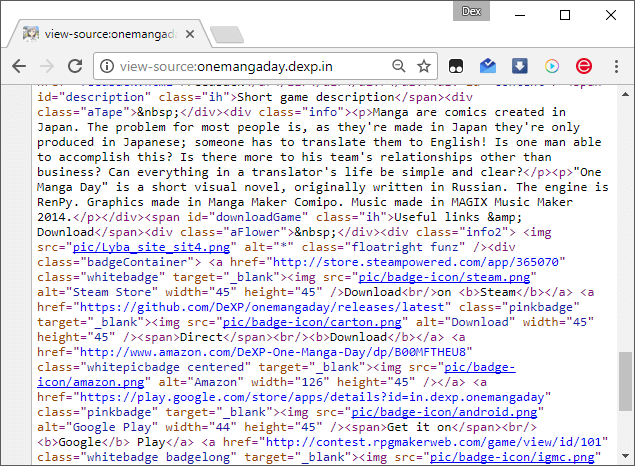 Dex
view-source:onemangaday
view-source:onemangaday.dexp.in
id="description" class="ih">Short game description</span><div
class="aTape">&nbsp;</div><div class="info"><p>Manga are comics created in
Japan. The problem for most people is, as they're made in Japan they're only
produced in Japanese; someone has to translate them to English! Is one man able
to accomplish this? Is there more to his team's relationships other than
business? Can everything in a translator's life be simple and clear?</p><p>"One
Manga Day" is a short visual novel, originally written in Russian. The engine is
RenPy. Graphics made in Manga Maker Comipo. Music made in MAGIX Music Maker
2014.</p></div><span id="downloadGame" class="ih">Useful links &amp;
Download</span><div class="aFlower">&nbsp;</div><div class="info2"> <img
src="pic/Lyba_site_sit4.png" alt="*" class="floatright funz" /><div
class="badgeContainer"> <a href="http://store.steampowered.com/app/365070"
class="whitebadge" target="_blank"><img src="pic/badge-icon/steam.png"
alt="Steam Store" width="45" height="45" />Download<br/>on <b>Steam</b></a> <a
href="https://github.com/DeXP/onemangaday/releases/latest" class="pinkbadge"
target="_blank"><img src="pic/badge-icon/carton.png" alt="Download" width="45"
height="45" /><span>Direct</span><br/><b>Download</b></a> <a
href="http://www.amazon.com/DeXP-One-Manga-Day/dp/B00MFTHEU8"
class="whitepicbadge centered" target="_blank"><img src="pic/badge-
icon/amazon.png" alt="Amazon" width="126" height="45" /></a> <a
href="https://play.google.com/store/apps/details?id=in.dexp.onemangaday"
class="pinkbadge" target="_blank"><img src="pic/badge-icon/android.png"
alt="Google Play" width="44" height="45" /><span>Get it on</span><br/>
<b>Google</b> Play</a> <a href="http://contest.rpgmakerweb.com/game/view/id/101"
class="whitebadge badgelong" target="_blank"><img src="pic/badge-icon/igmc.png"